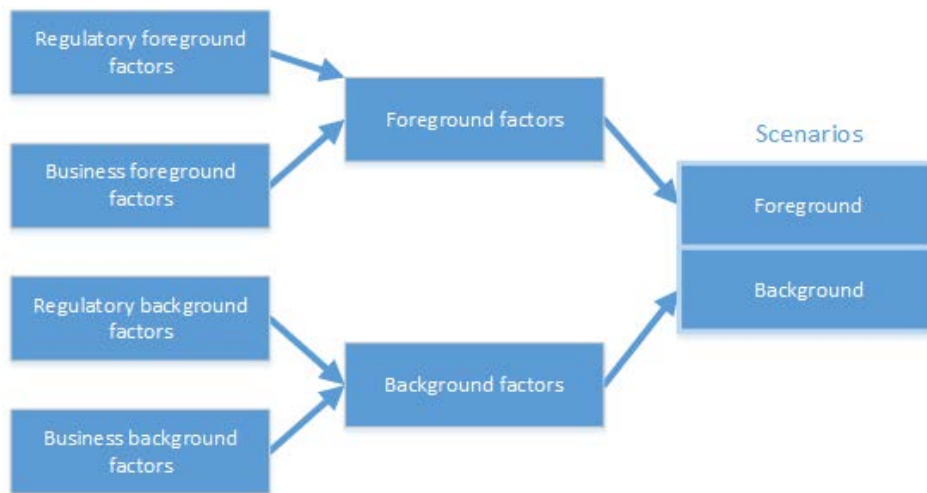 Regulatory foreground
factors
Business foreground
factors
Regulatory background
factors
Business background
factors
Foreground factors
Background factors
Scenarios
Foreground
Background